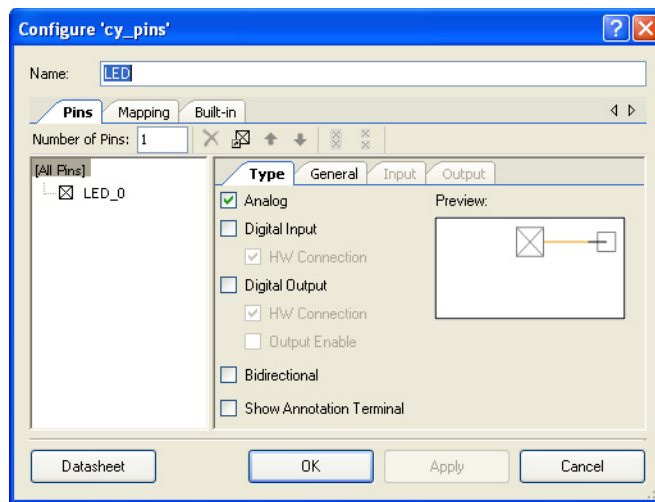 Configure 'cy_pins'
Name: LED
Pins Mapping Built-in
Number of Pins: 1
[All Pins]
LED_0
Type General Input Output
Analog
Preview:
Digital Input
HW Connection
Digital Output
HW Connection
Output Enable
Bidirectional
Show Annotation Terminal
Datasheet OK Apply Cancel